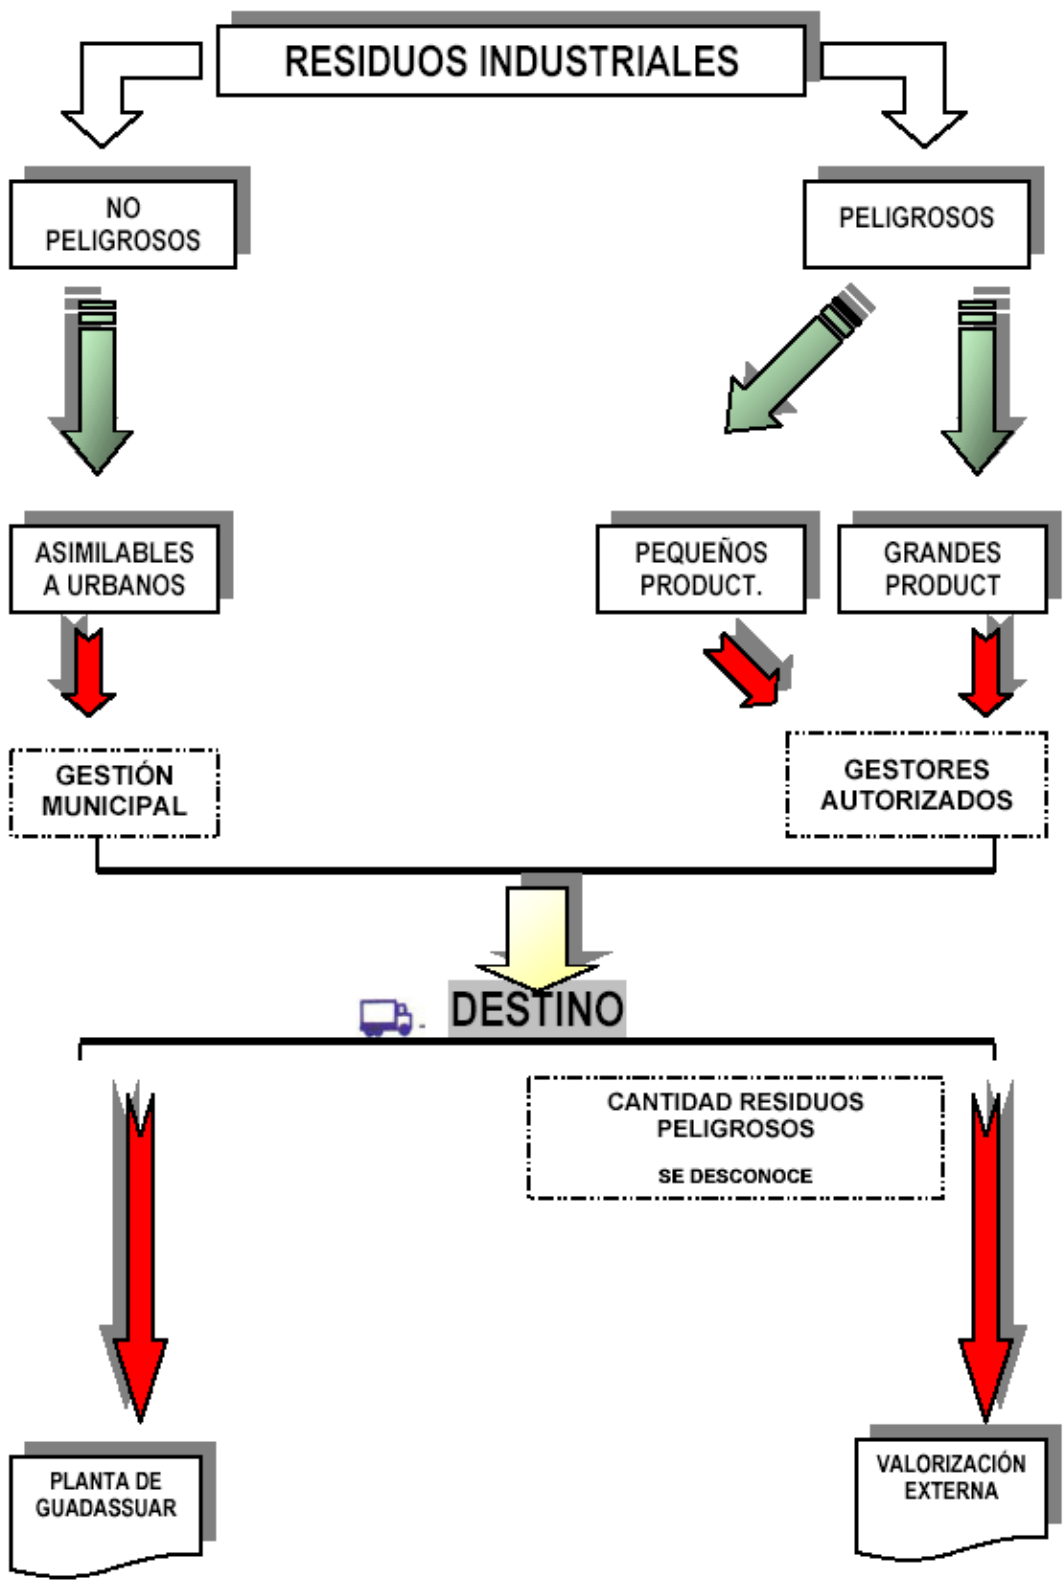 RESIDUOS INDUSTRIALES
NO
PELIGROSOS
PELIGROSOS
ASIMILABLES
A URBANOS
PEQUEÑOS
PRODUCT.
GRANDES
PRODUCT
GESTIÓN
MUNICIPAL
GESTORES
AUTORIZADOS
DESTINO
CANTIDAD RESIDUOS
PELIGROSOS
SE DESCONOCE
PLANTA DE
GUADASSUAR
VALORIZACIÓN
EXTERNA